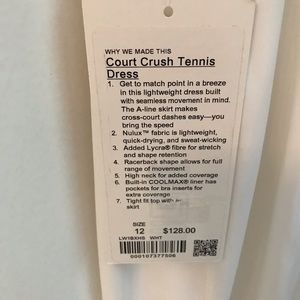 WHY WE MADE THIS
Court Crush Tennis
Dress
1. Get to match point in a breeze
in this lightweight dress built
with seamless movement in mind.
The A-line skirt makes
cross-court dashes easy—you
bring the speed
2. Nulux™ fabric is lightweight,
quick-drying, and sweat-wicking
3. Added Lycra® fibre for stretch
and shape retention
4. Racerback shape allows for full
range of movement
5. High neck for added coverage
6. Built-in COOLMAX® liner has
pockets for bra inserts for
extra coverage
7. Tight fit top with
skirt
SIZE
12 $128.00
LW1BXHS WHT
000107377506